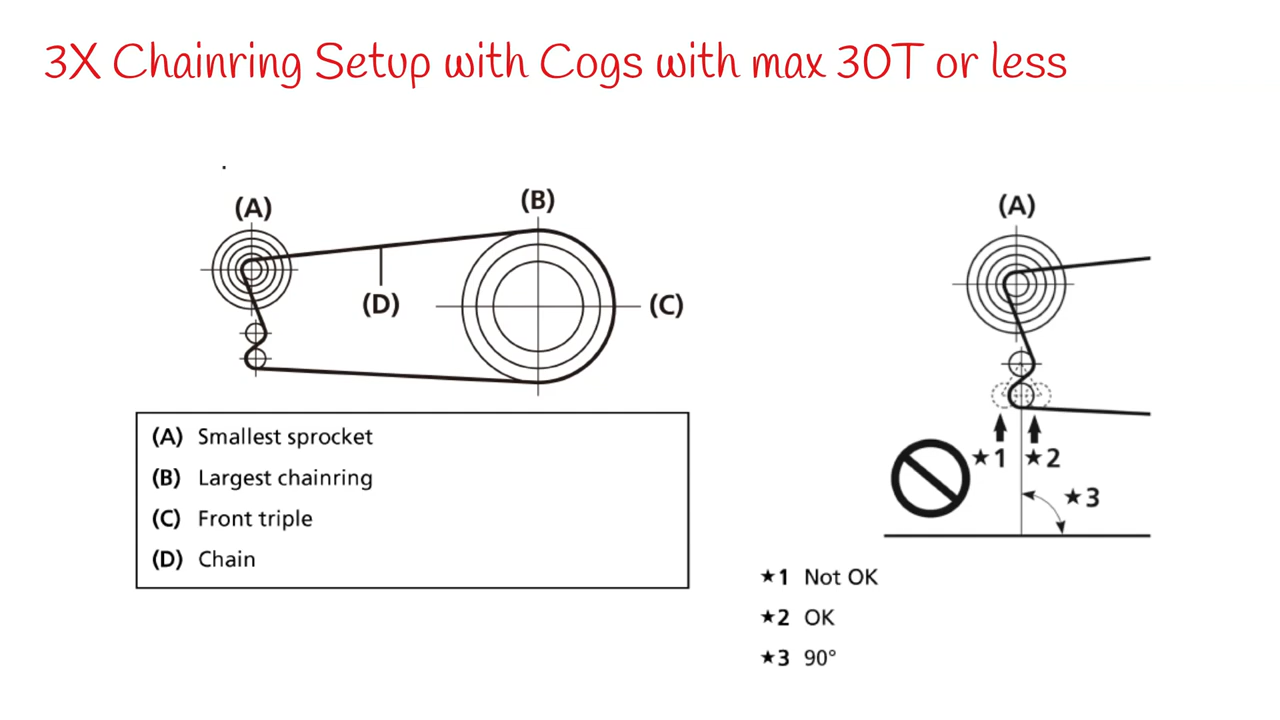 3X Chainring Setup with Cogs with max 30T or less
(A)
(B)
(C)
(D)
(A) Smallest sprocket
(B) Largest chainring
(C) Front triple
(D) Chain
(A)
★1 ★2
★3
★1 Not OK
★2 OK
★3 90°